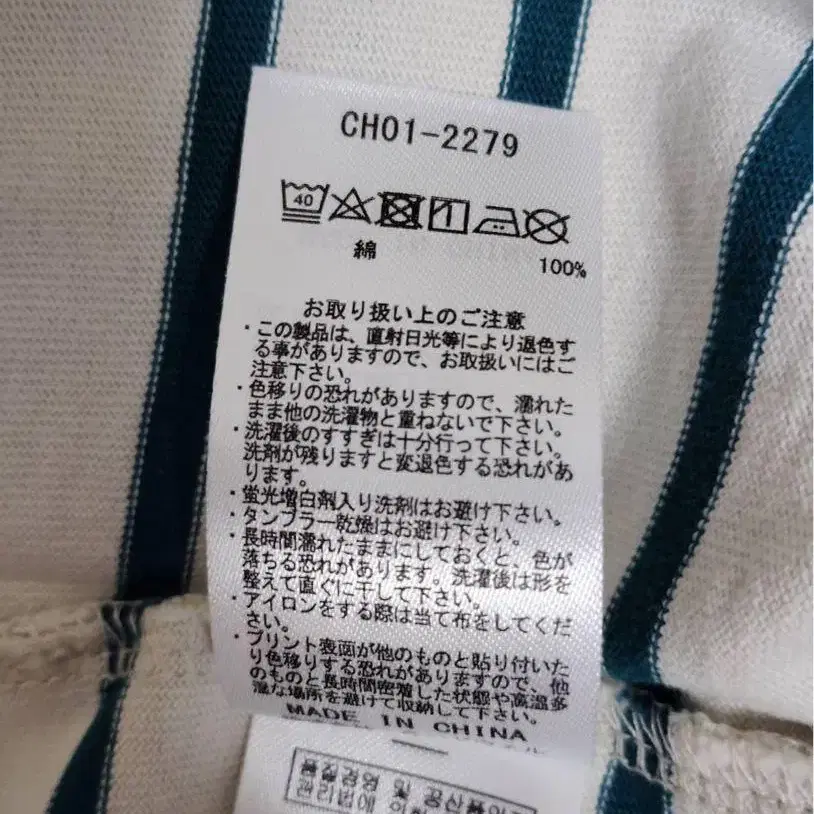 CH01-2279
40
綿
100%
お取り扱い上のご注意
・この製品は、直射日光等により退色す
る事がありますので、お取扱いにはご
注意下さい。
・色移りの恐れがありますので、濡れた
まま他の洗濯物と重ねないで下さい。
・洗濯後のすすぎは十分行って下さい。
洗剤が残りますと変退色する恐れがあ
ります。
・蛍光増白剤入り洗剤はお避け下さい。
・タンブラー乾燥はお避け下さい。
・長時間濡れたままにしておくと、色が
落ちる恐れがあります。洗濯後は形を
整えて直ぐに干して下さい。
・アイロンをする際は当て布をしてくだ
さい。
・プリント表面が他のものと貼り付いた
り色移りする恐れがありますので、他
のものと長時間密着した状態や高温多
湿な場所を避けて収納して下さい。
MADE IN CHINA